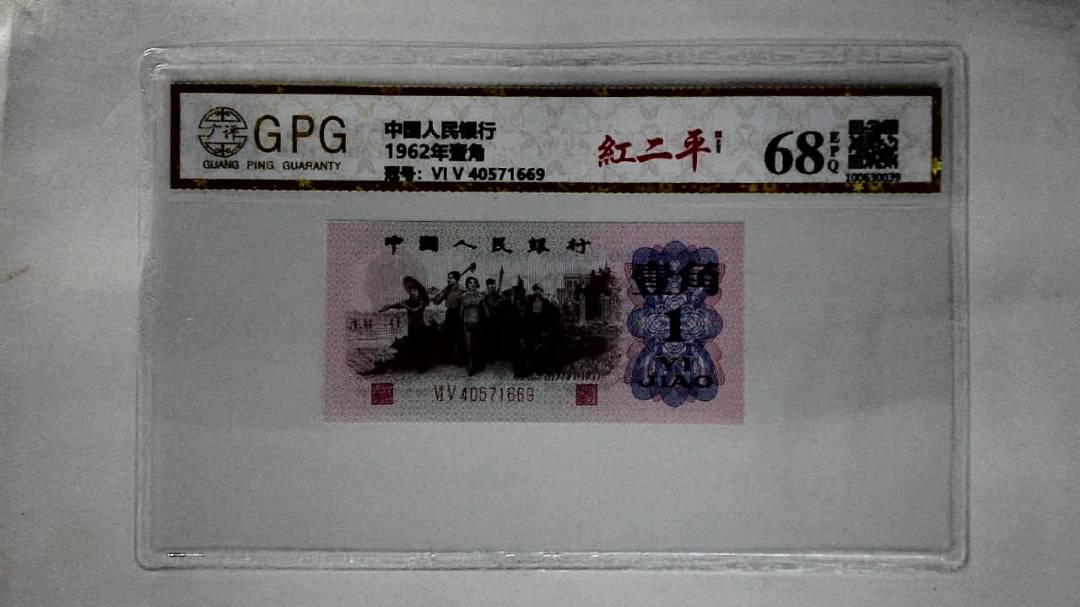 广评
GPG
GUANG PING GUARANTY
中国人民银行
1962年壹角
冠号: VI V 40571669
紅二平
68
EPQ
100630039
中國人民銀行
壹角
1
YI
JIAO
VI V 40571669